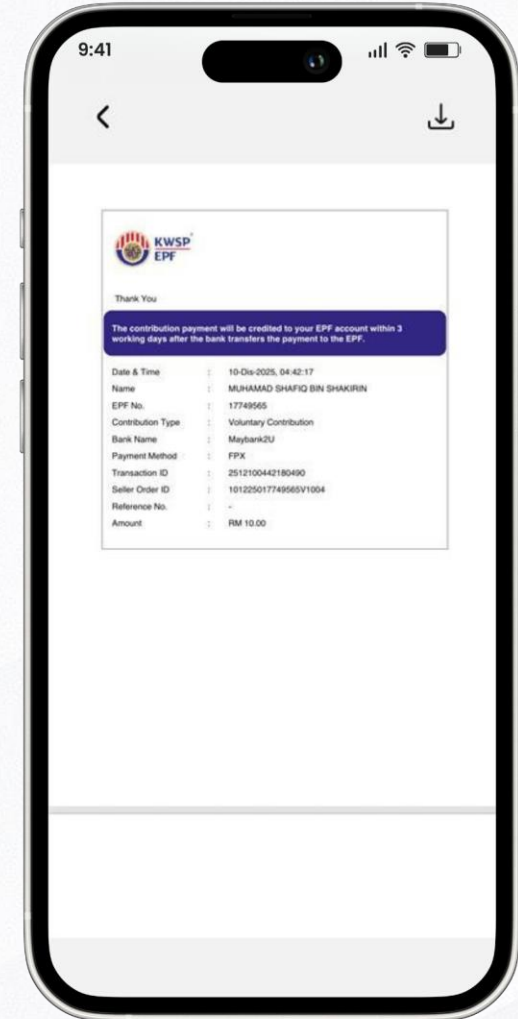 9:41
KWSP
EPF
Thank You
The contribution payment will be credited to your EPF account within 3
working days after the bank transfers the payment to the EPF.
Date & Time : 10-Dis-2025, 04:42:17
Name : MUHAMAD SHAFIQ BIN SHAKIRIN
EPF No. : 17749565
Contribution Type : Voluntary Contribution
Bank Name : Maybank2U
Payment Method : FPX
Transaction ID : 2512100442180490
Seller Order ID : 101225017749565V1004
Reference No. : -
Amount : RM 10.00